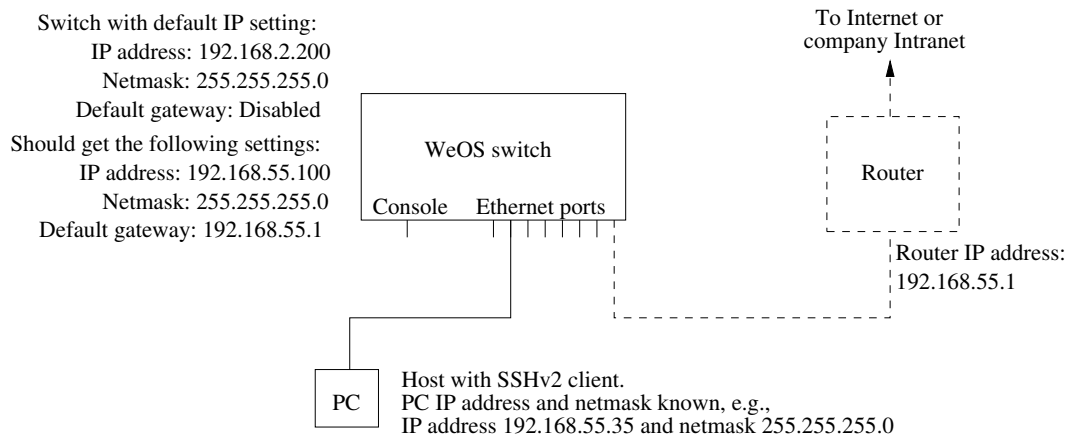 Switch with default IP setting:
IP address: 192.168.2.200
Netmask: 255.255.255.0
Default gateway: Disabled
Should get the following settings:
IP address: 192.168.55.100
Netmask: 255.255.255.0
Default gateway: 192.168.55.1
WeOS switch
Console
Ethernet ports
To Internet or
company Intranet
Router
Router IP address:
192.168.55.1
PC
Host with SSHv2 client.
PC IP address and netmask known, e.g.,
IP address 192.168.55.35 and netmask 255.255.255.0